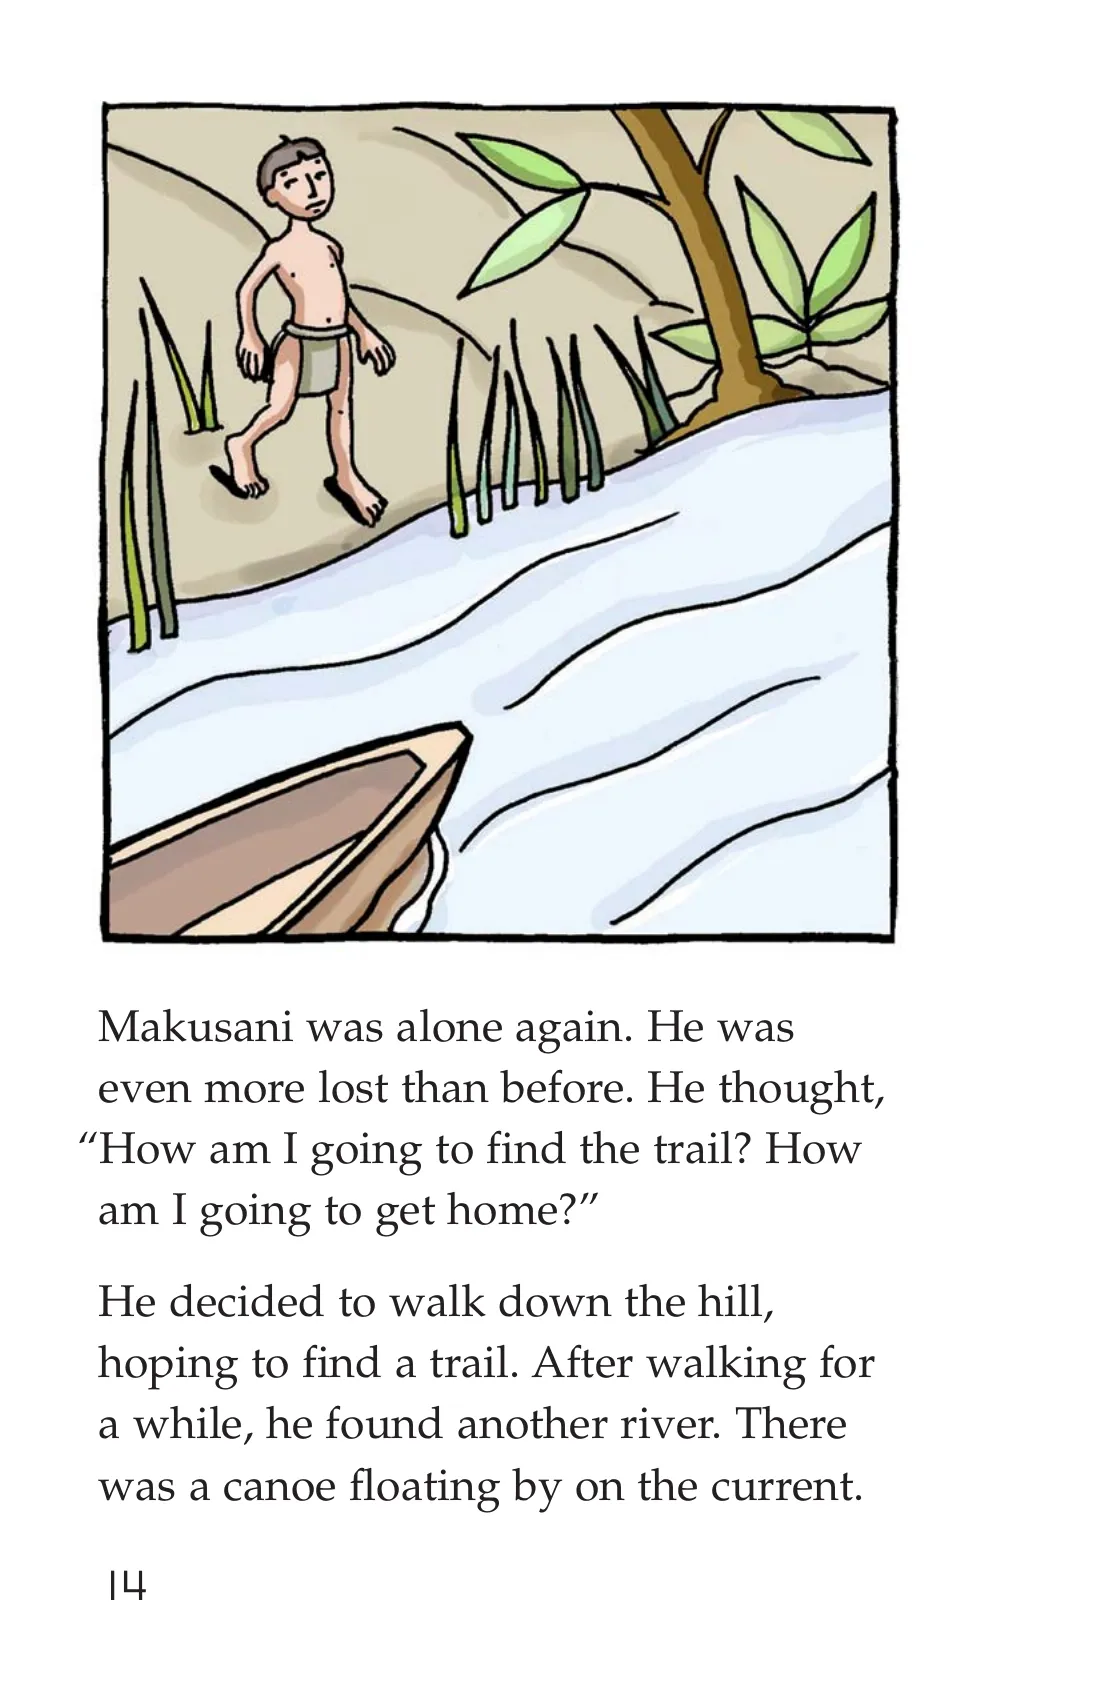 Makusani was alone again. He was
even more lost than before. He thought,
“How am I going to find the trail? How
am I going to get home?”
He decided to walk down the hill,
hoping to find a trail. After walking for
a while, he found another river. There
was a canoe floating by on the current.
14